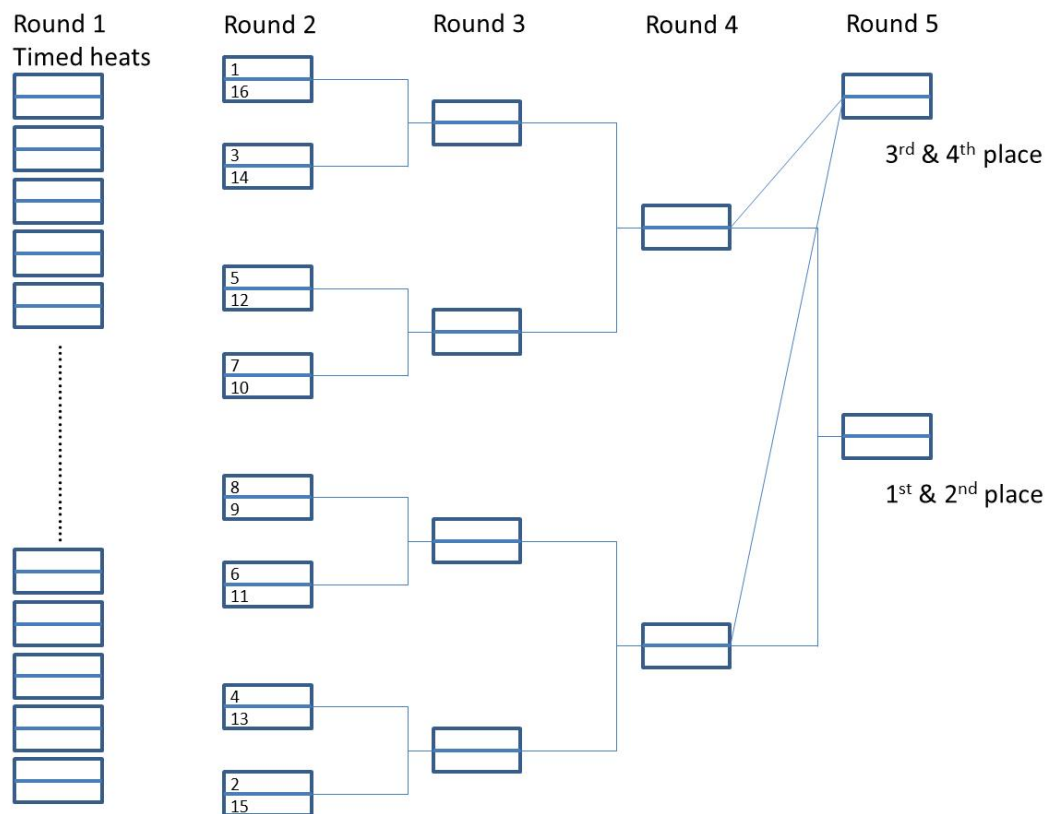 Round 1
Timed heats
Round 2
Round 3
Round 4
Round 5
1
16
3
14
5
12
7
10
8
9
6
11
4
13
2
15
3rd & 4th place
1st & 2nd place